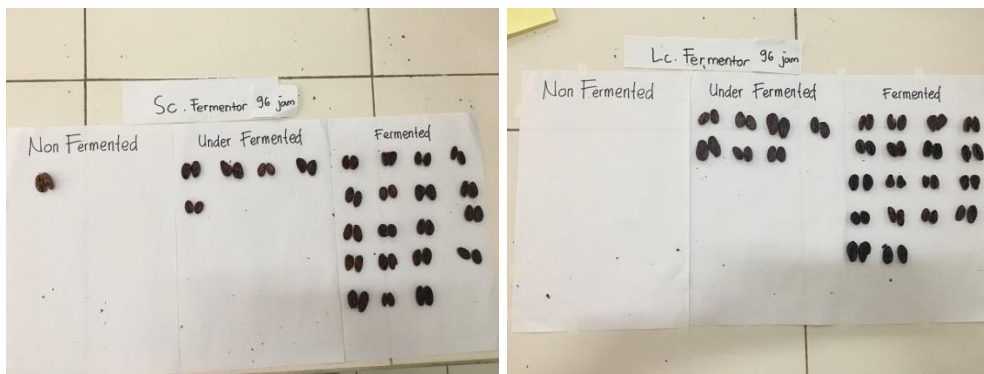 Sc. Fermentor 96 jam
Non Fermented
Under Fermented
Fermented
Lc. Fermentor 96 jam
Non Fermented
Under Fermented
Fermented